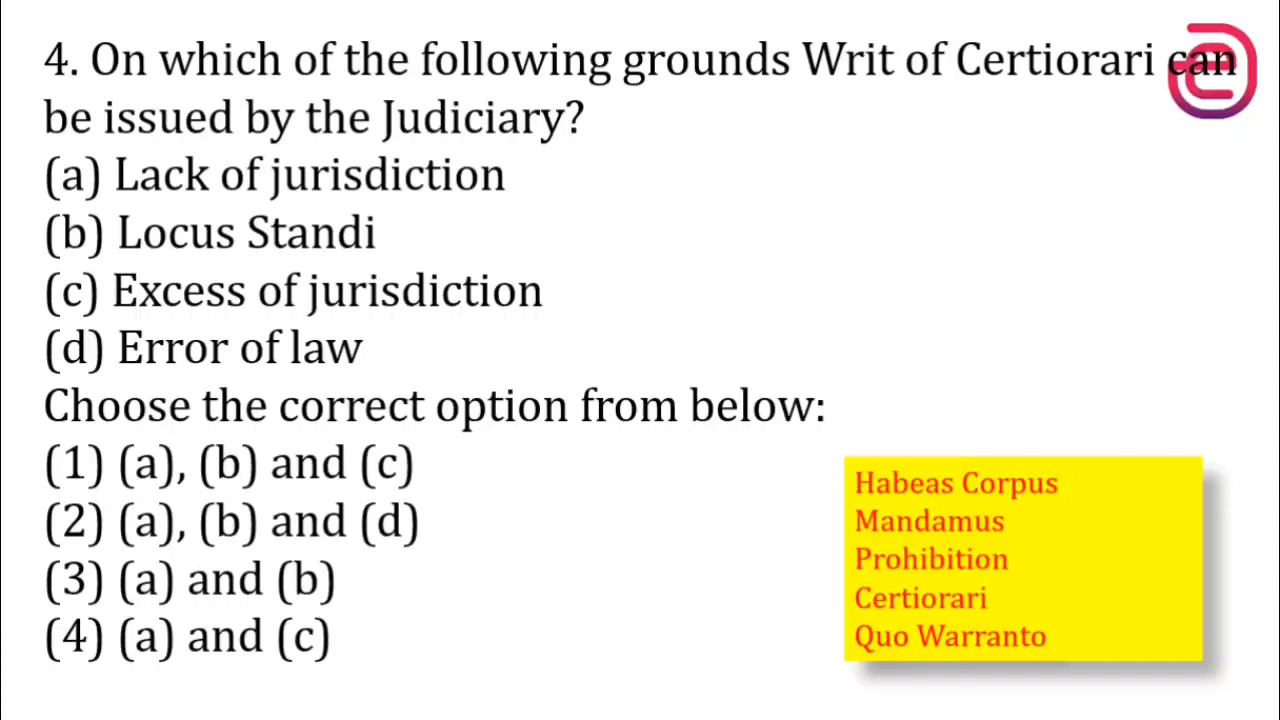 4. On which of the following grounds Writ of Certiorari can
be issued by the Judiciary?
(a) Lack of jurisdiction
(b) Locus Standi
(c) Excess of jurisdiction
(d) Error of law
Choose the correct option from below:
(1) (a), (b) and (c)
(2) (a), (b) and (d)
(3) (a) and (b)
(4) (a) and (c)
Habeas Corpus
Mandamus
Prohibition
Certiorari
Quo Warranto